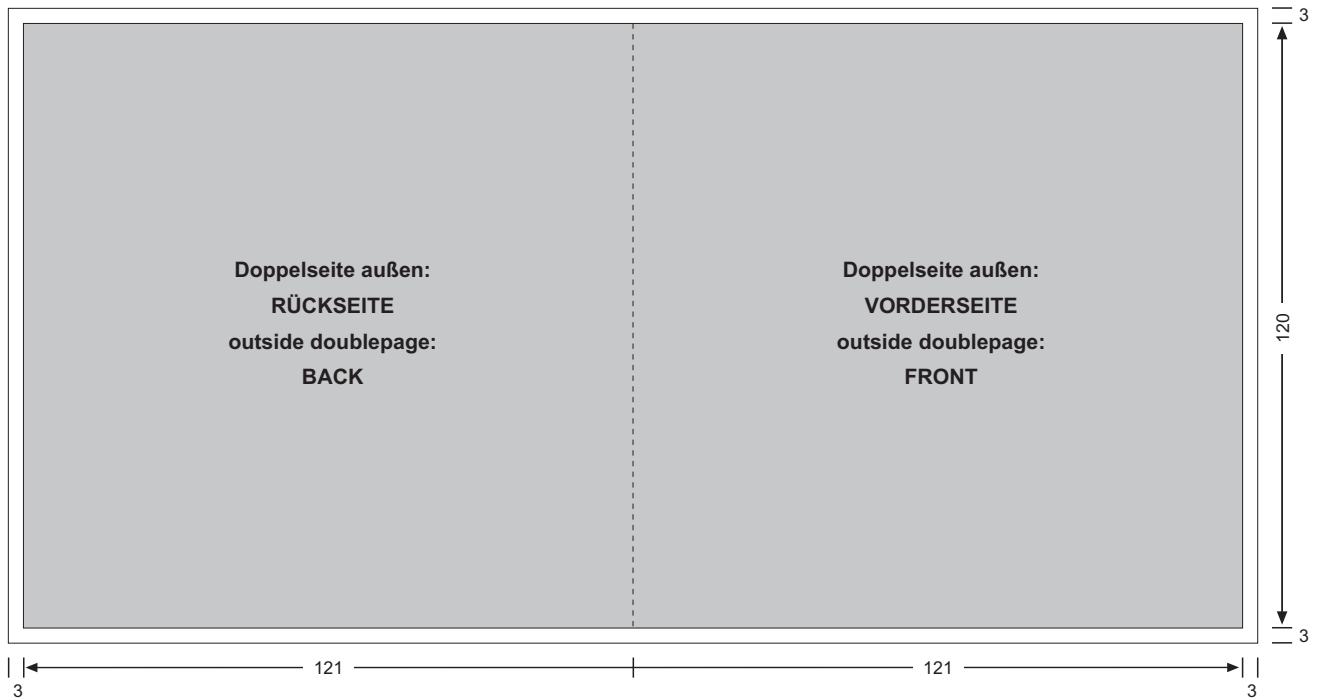 3
Doppelseite außen:
RÜCKSEITE
outside doublepage:
BACK
Doppelseite außen:
VORDERSEITE
outside doublepage:
FRONT
120
3
121
121
3
3